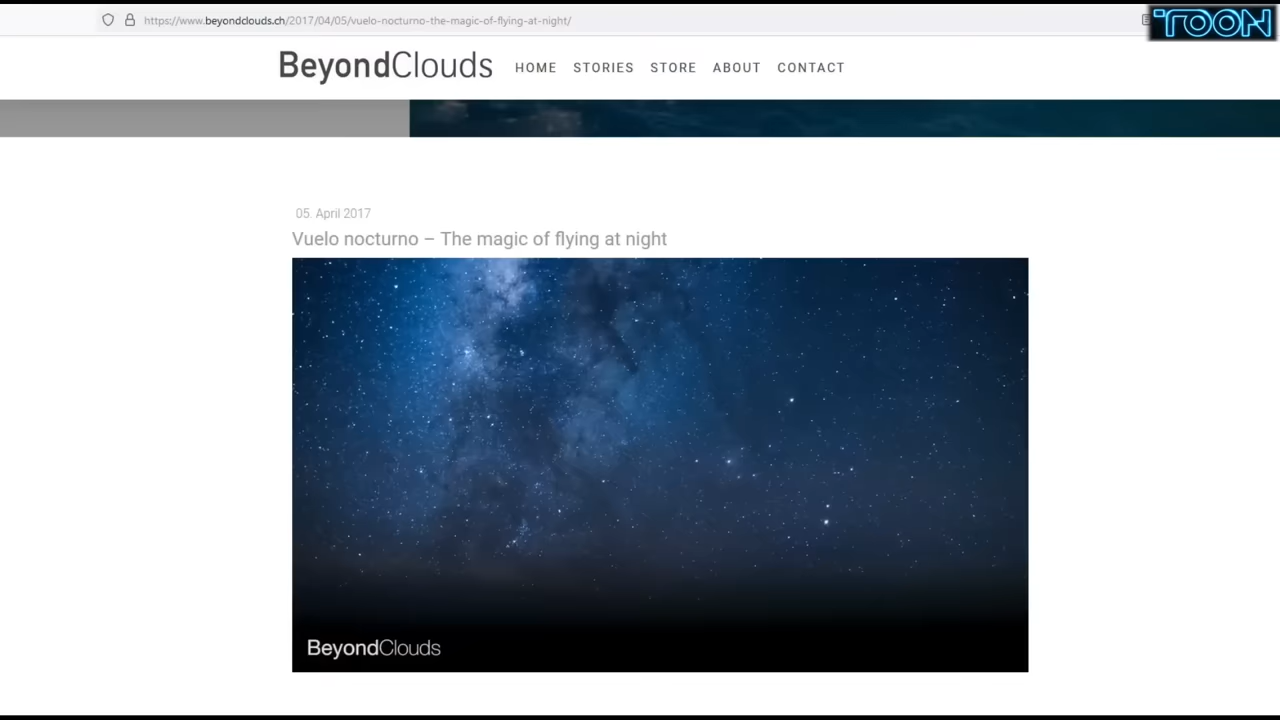 https://www.beyondclouds.ch/2017/04/05/vuelo-nocturno-the-magic-of-flying-at-night/
TOON
BeyondClouds HOME STORIES STORE ABOUT CONTACT
05. April 2017
Vuelo nocturno – The magic of flying at night
BeyondClouds